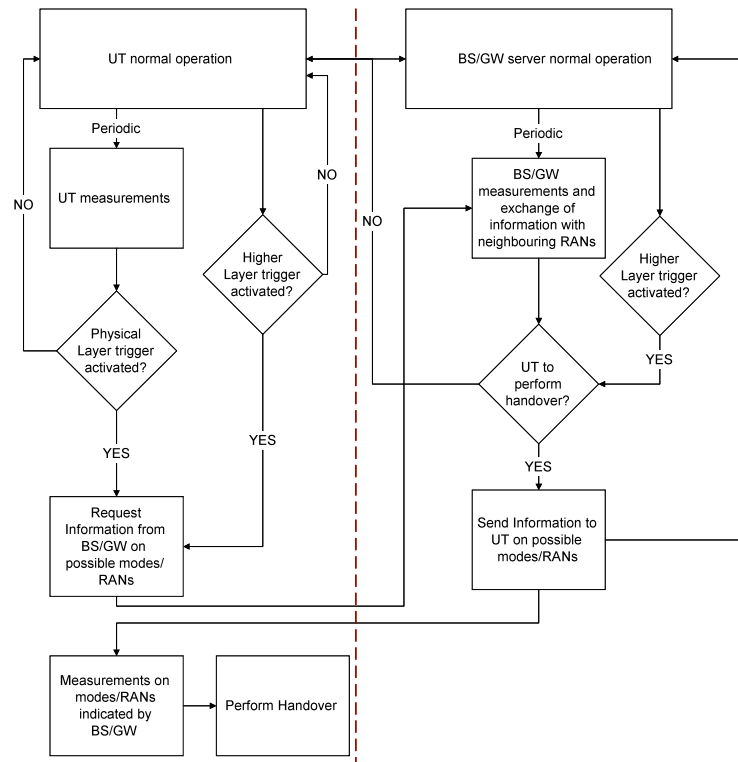 UT normal operation
Periodic
UT measurements
NO
Physical
Layer trigger
activated?
YES
Higher
Layer trigger
activated?
NO
YES
Request
Information from
BS/GW on
possible modes/
RANs
Measurements on
modes/RANs
indicated by
BS/GW
Perform Handover
BS/GW server normal operation
Periodic
BS/GW
measurements and
exchange of
information with
neighbouring RANs
NO
Higher
Layer trigger
activated?
YES
UT to
perform
handover?
YES
Send Information to
UT on possible
modes/RANs